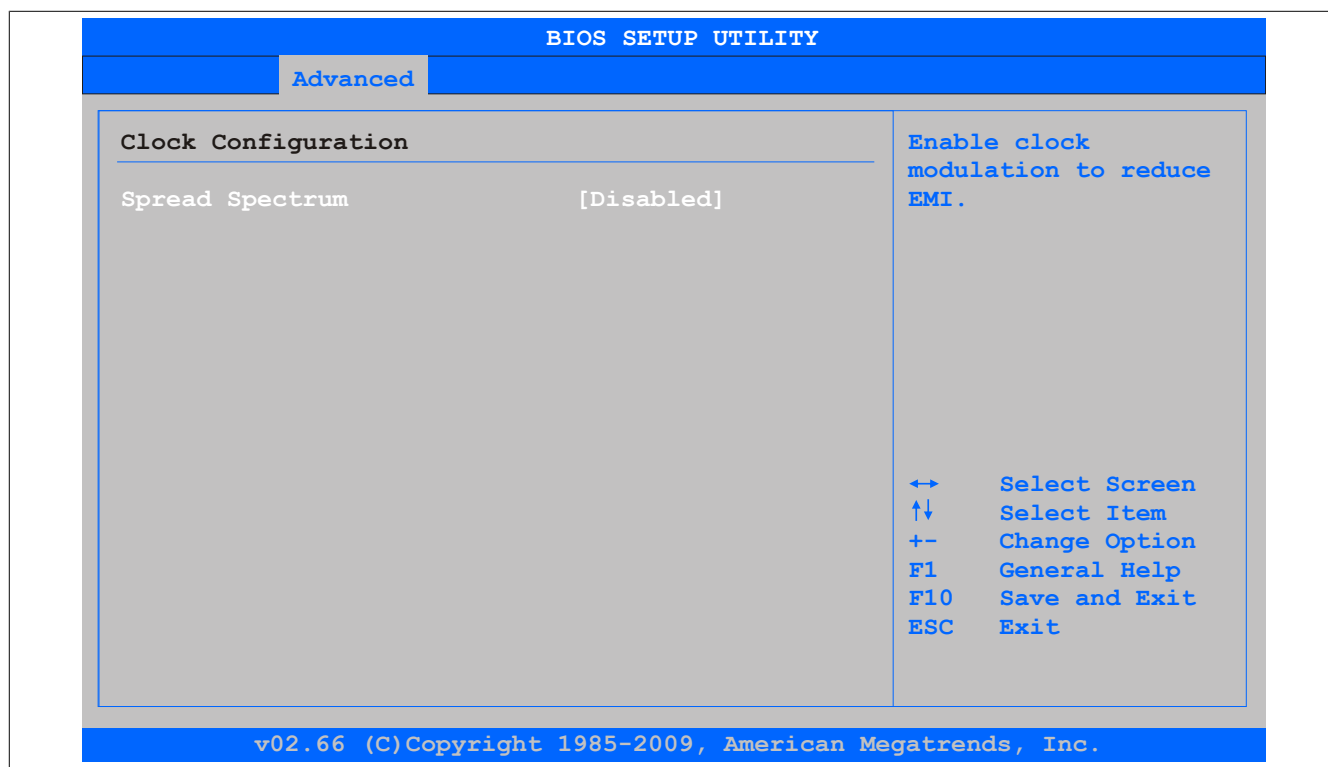 BIOS SETUP UTILITY
Advanced
Clock Configuration
Spread Spectrum [Disabled]
Enable clock
modulation to reduce
EMI.
↔ Select Screen
↑↓ Select Item
+- Change Option
F1 General Help
F10 Save and Exit
ESC Exit
v02.66 (C)Copyright 1985-2009, American Megatrends, Inc.